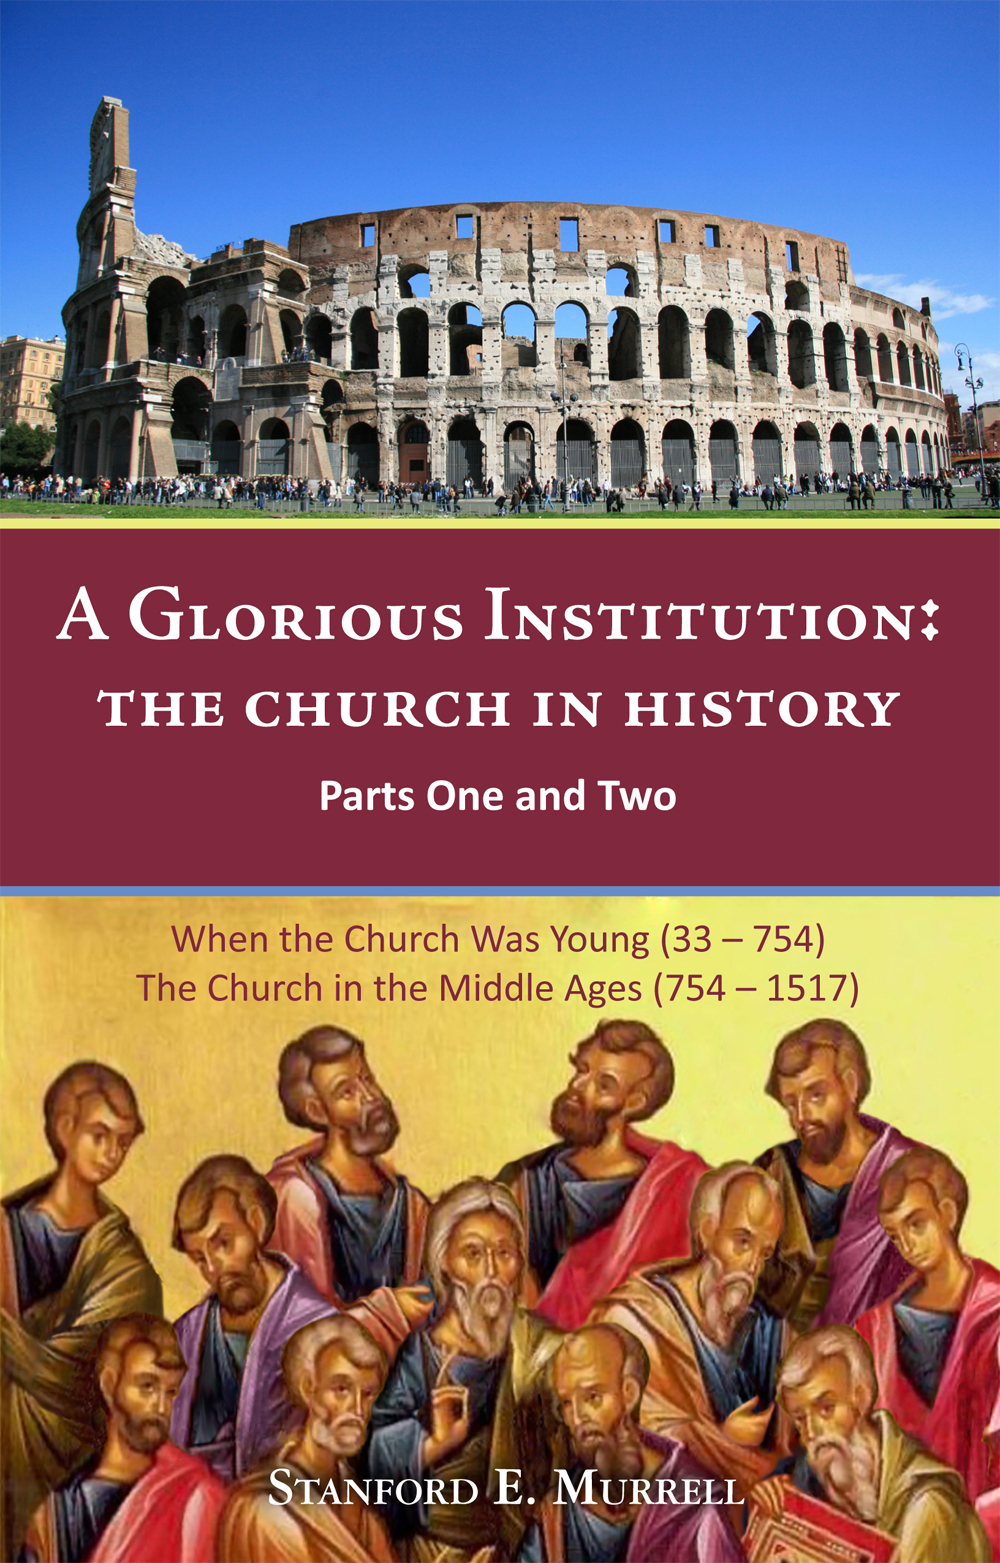 A Glorious Institution:
the church in history
Parts One and Two
When the Church Was Young (33 – 754)
The Church in the Middle Ages (754 – 1517)
Stanford E. Murrell